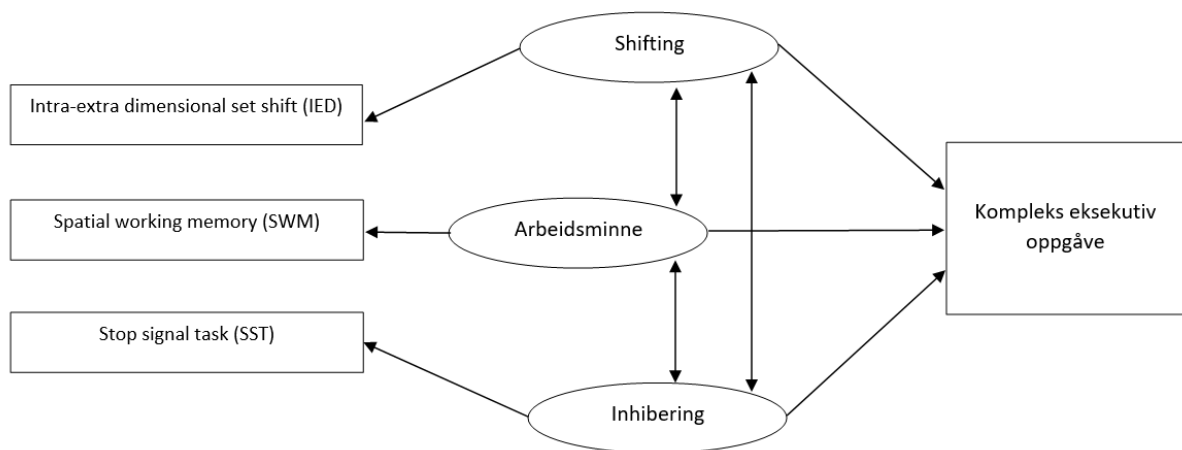 Shifting
Intra-extra dimensional set shift (IED)
Spatial working memory (SWM)
Arbeidsminne
Kompleks eksekutiv
oppgåve
Stop signal task (SST)
Inhibering